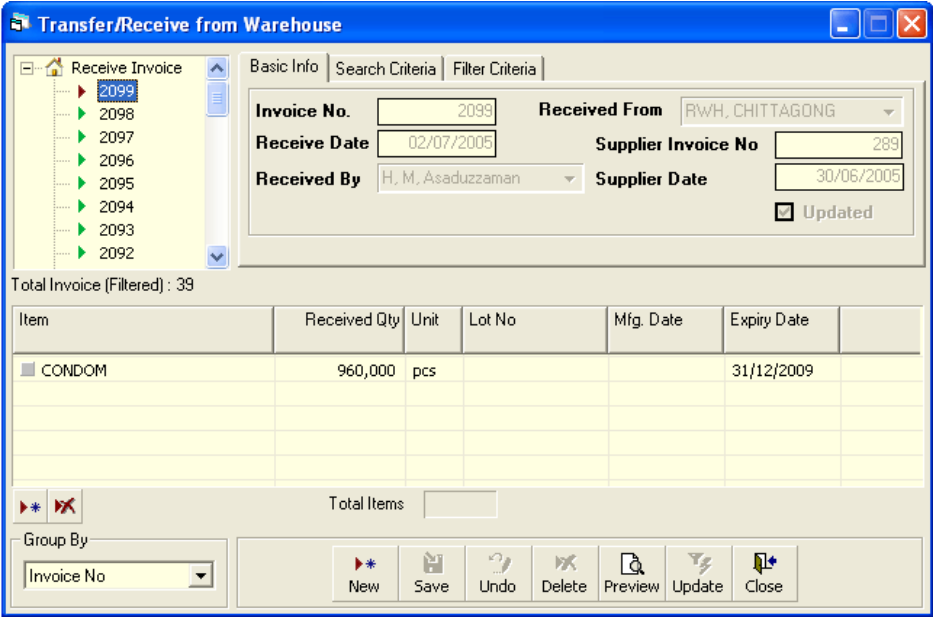 Transfer/Receive from Warehouse
Receive Invoice
2099
2098
2097
2096
2095
2094
2093
2092
Basic Info Search Criteria Filter Criteria
Invoice No. 2099 Received From RWH, CHITTAGONG
Receive Date 02/07/2005 Supplier Invoice No 289
Received By H, M, Asaduzzaman Supplier Date 30/06/2005
Updated
Total Invoice (Filtered) : 39
Item Received Qty Unit Lot No Mfg. Date Expiry Date
CONDOM 960,000 pcs 31/12/2009
Total Items
Group By
Invoice No
New Save Undo Delete Preview Update Close